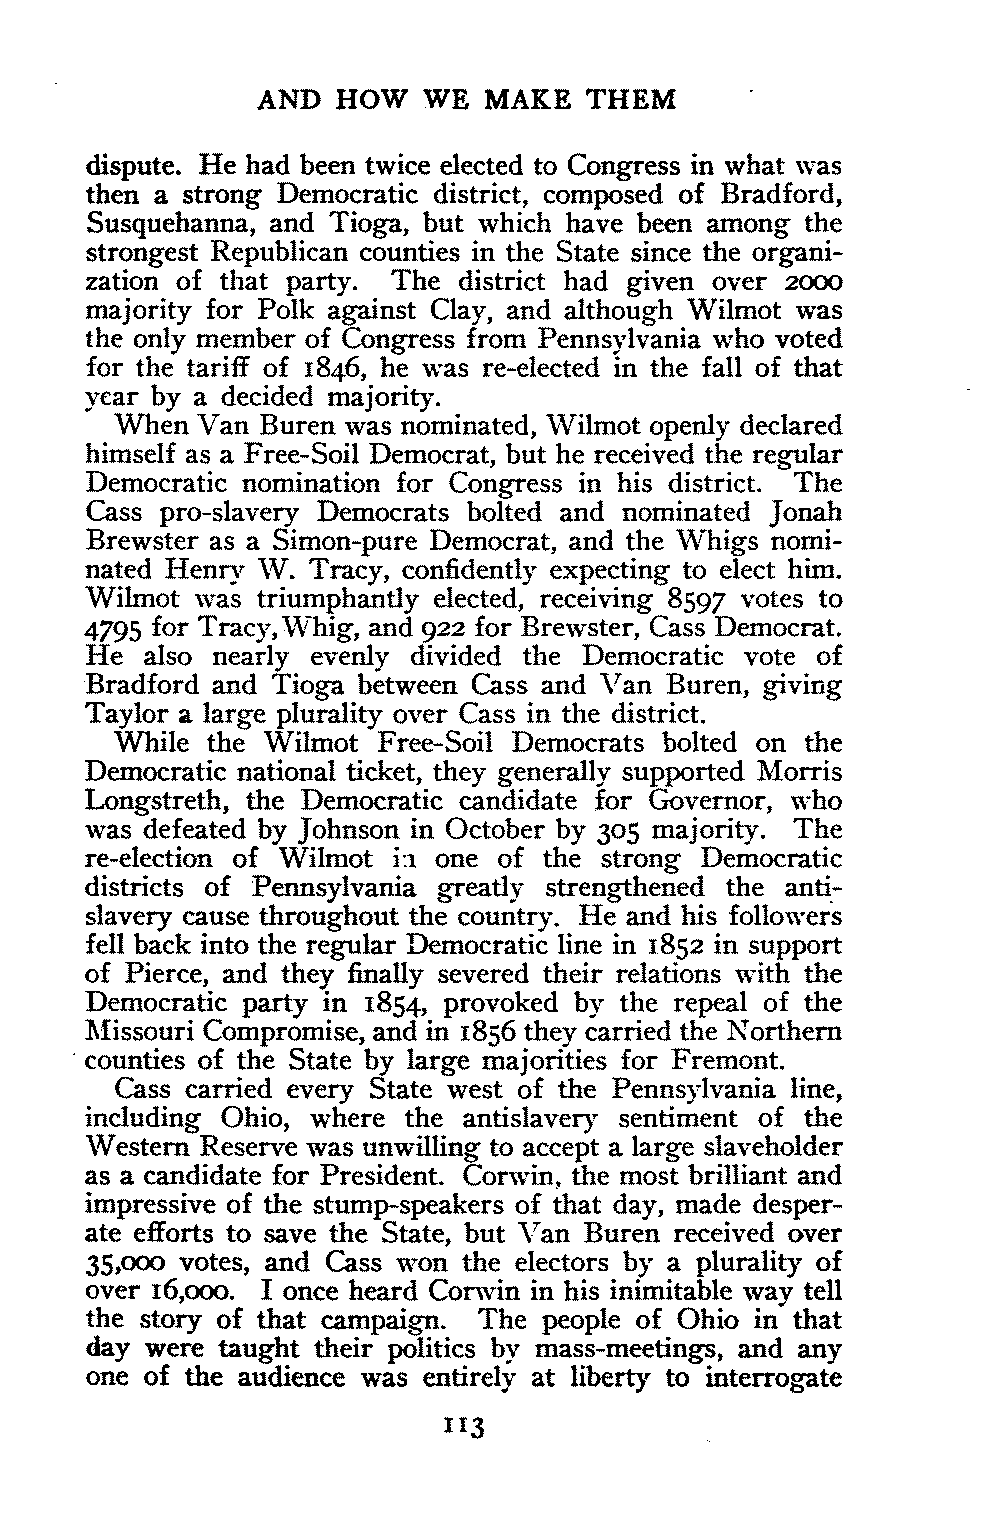 AND HOW WE MAKE THEM
dispute. He had been twice elected to Congress in what was
then a strong Democratic district, composed of Bradford,
Susquehanna, and Tioga, but which have been among the
strongest Republican counties in the State since the organi-
zation of that party. The district had given over 2000
majority for Polk against Clay, and although Wilmot was
the only member of Congress from Pennsylvania who voted
for the tariff of 1846, he was re-elected in the fall of that
year by a decided majority.
When Van Buren was nominated, Wilmot openly declared
himself as a Free-Soil Democrat, but he received the regular
Democratic nomination for Congress in his district. The
Cass pro-slavery Democrats bolted and nominated Jonah
Brewster as a Simon-pure Democrat, and the Whigs nomi-
nated Henry W. Tracy, confidently expecting to elect him.
Wilmot was triumphantly elected, receiving 8597 votes to
4795 for Tracy, Whig, and 922 for Brewster, Cass Democrat.
He also nearly evenly divided the Democratic vote of
Bradford and Tioga between Cass and Van Buren, giving
Taylor a large plurality over Cass in the district.
While the Wilmot Free-Soil Democrats bolted on the
Democratic national ticket, they generally supported Morris
Longstreth, the Democratic candidate for Governor, who
was defeated by Johnson in October by 305 majority. The
re-election of Wilmot in one of the strong Democratic
districts of Pennsylvania greatly strengthened the anti-
slavery cause throughout the country. He and his followers
fell back into the regular Democratic line in 1852 in support
of Pierce, and they finally severed their relations with the
Democratic party in 1854, provoked by the repeal of the
Missouri Compromise, and in 1856 they carried the Northern
counties of the State by large majorities for Fremont.
Cass carried every State west of the Pennsylvania line,
including Ohio, where the antislavery sentiment of the
Western Reserve was unwilling to accept a large slaveholder
as a candidate for President. Corwin, the most brilliant and
impressive of the stump-speakers of that day, made desper-
ate efforts to save the State, but Van Buren received over
35,000 votes, and Cass won the electors by a plurality of
over 16,000. I once heard Corwin in his inimitable way tell
the story of that campaign. The people of Ohio in that
day were taught their politics by mass-meetings, and any
one of the audience was entirely at liberty to interrogate
113